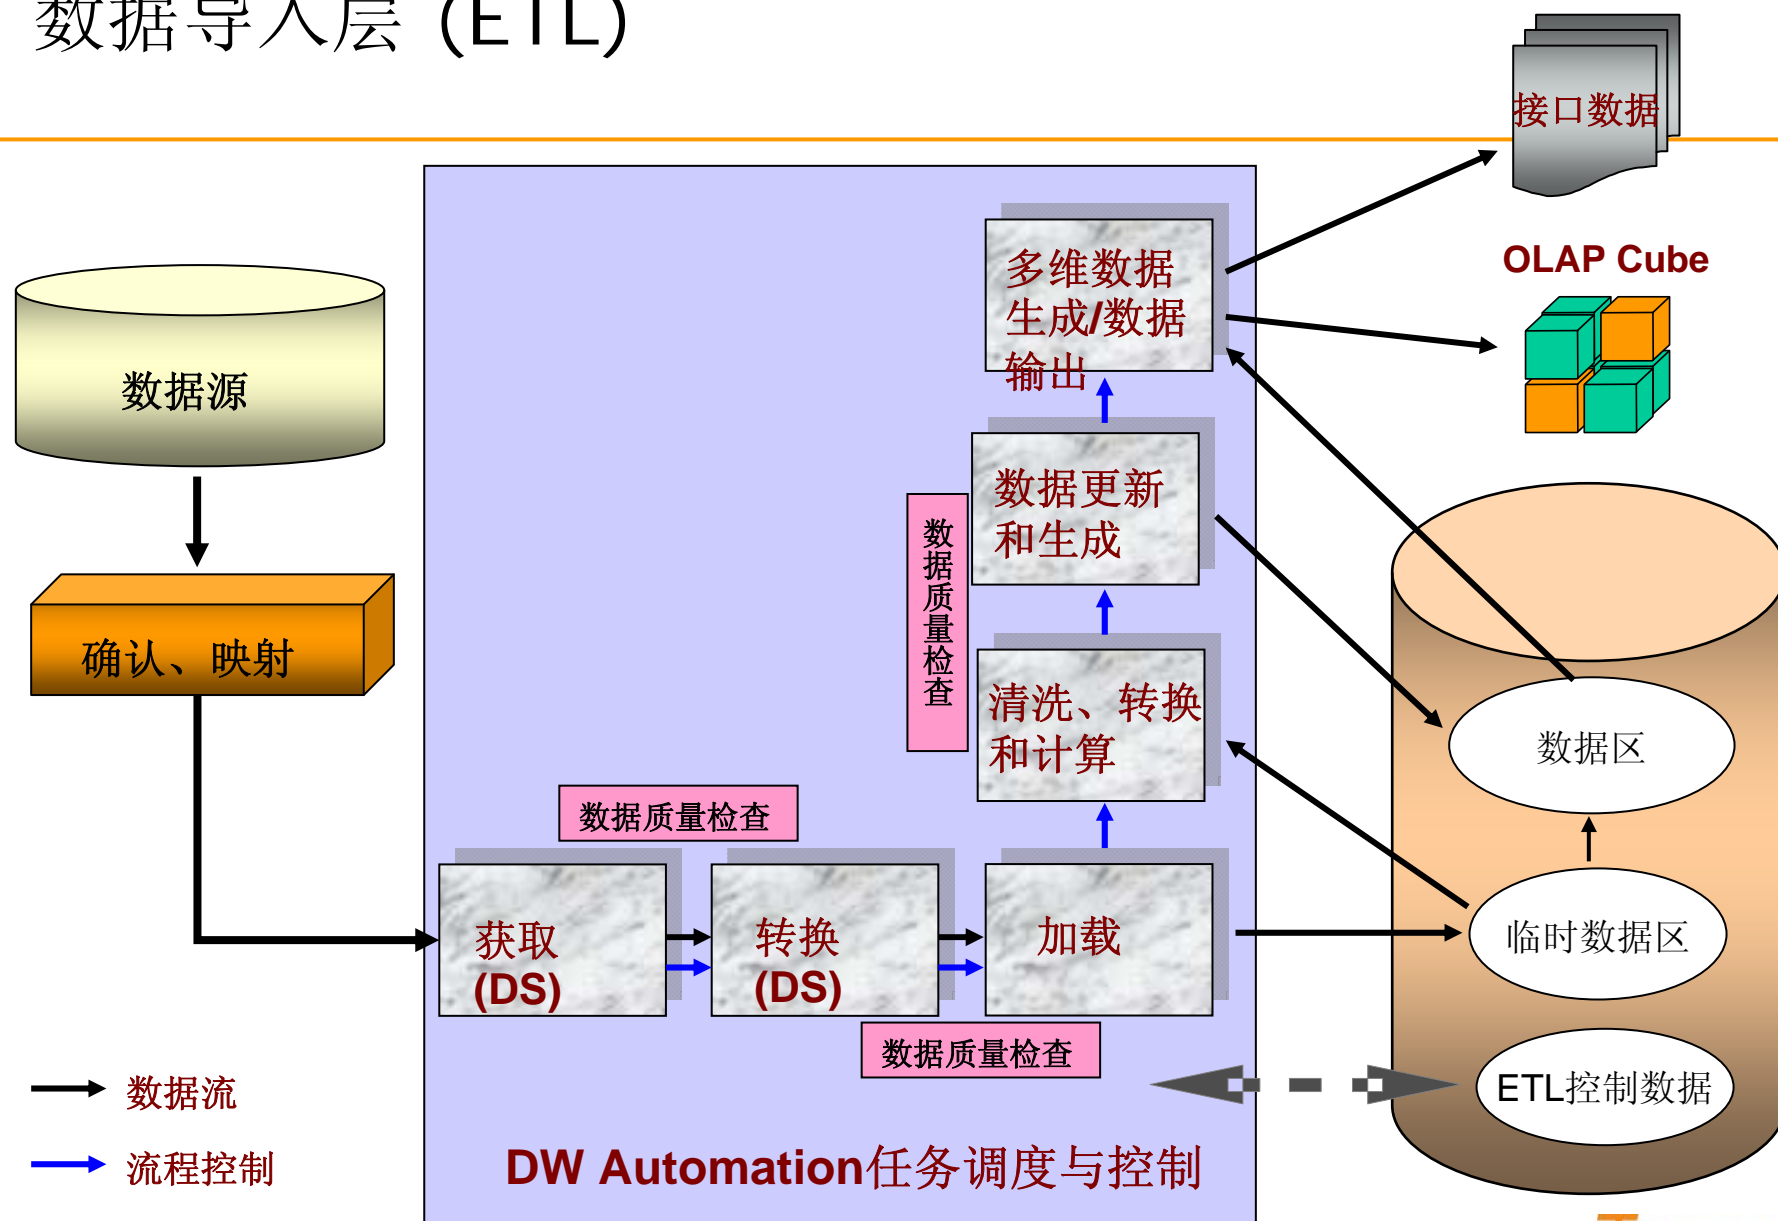 数据导入层 (ETL)
接口数据
OLAP Cube
数据源
确认、映射
多维数据
生成/数据
输出
数据更新
和生成
数据质量检查
清洗、转换
和计算
数据质量检查
获取
(DS)
转换
(DS)
加载
数据质量检查
数据区
临时数据区
ETL控制数据
数据流
流程控制
DW Automation任务调度与控制